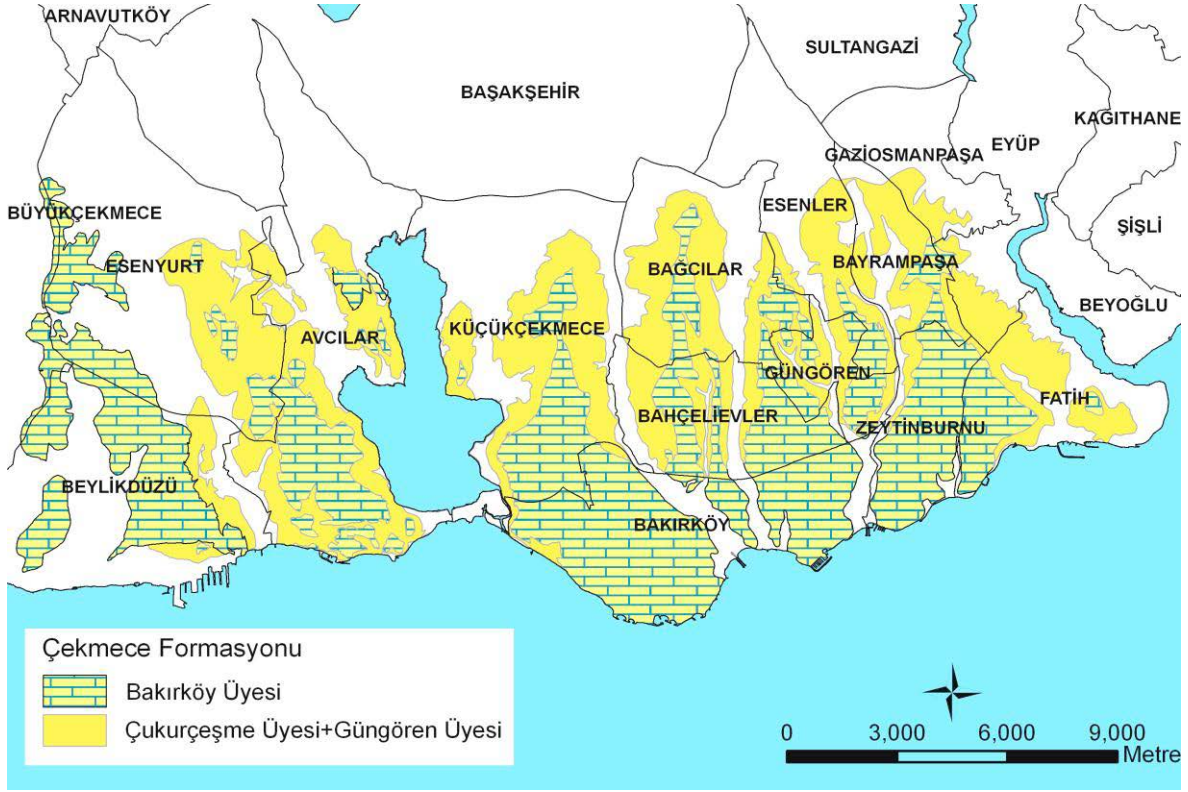 ARNAVUTKÖY
SULTANGAZİ
BAŞAKŞEHİR
KAGITHANE
EYÜP
GAZİOSMANPAŞA
ESENLER
BÜYÜKÇEKMECE
ŞİŞLİ
ESENYURT
BAĞCILAR
BAYRAMPAŞA
BEYOĞLU
AVCILAR
KÜÇÜKÇEKMECE
GÜNGÖREN
FATİH
BAHÇELİEVLER
ZEYTİNBURNU
BEYLİKDÜZÜ
BAKIRKÖY
Çekmece Formasyonu
Bakırköy Üyesi
Çukurçeşme Üyesi+Güngören Üyesi
0 3,000 6,000 9,000
Metre